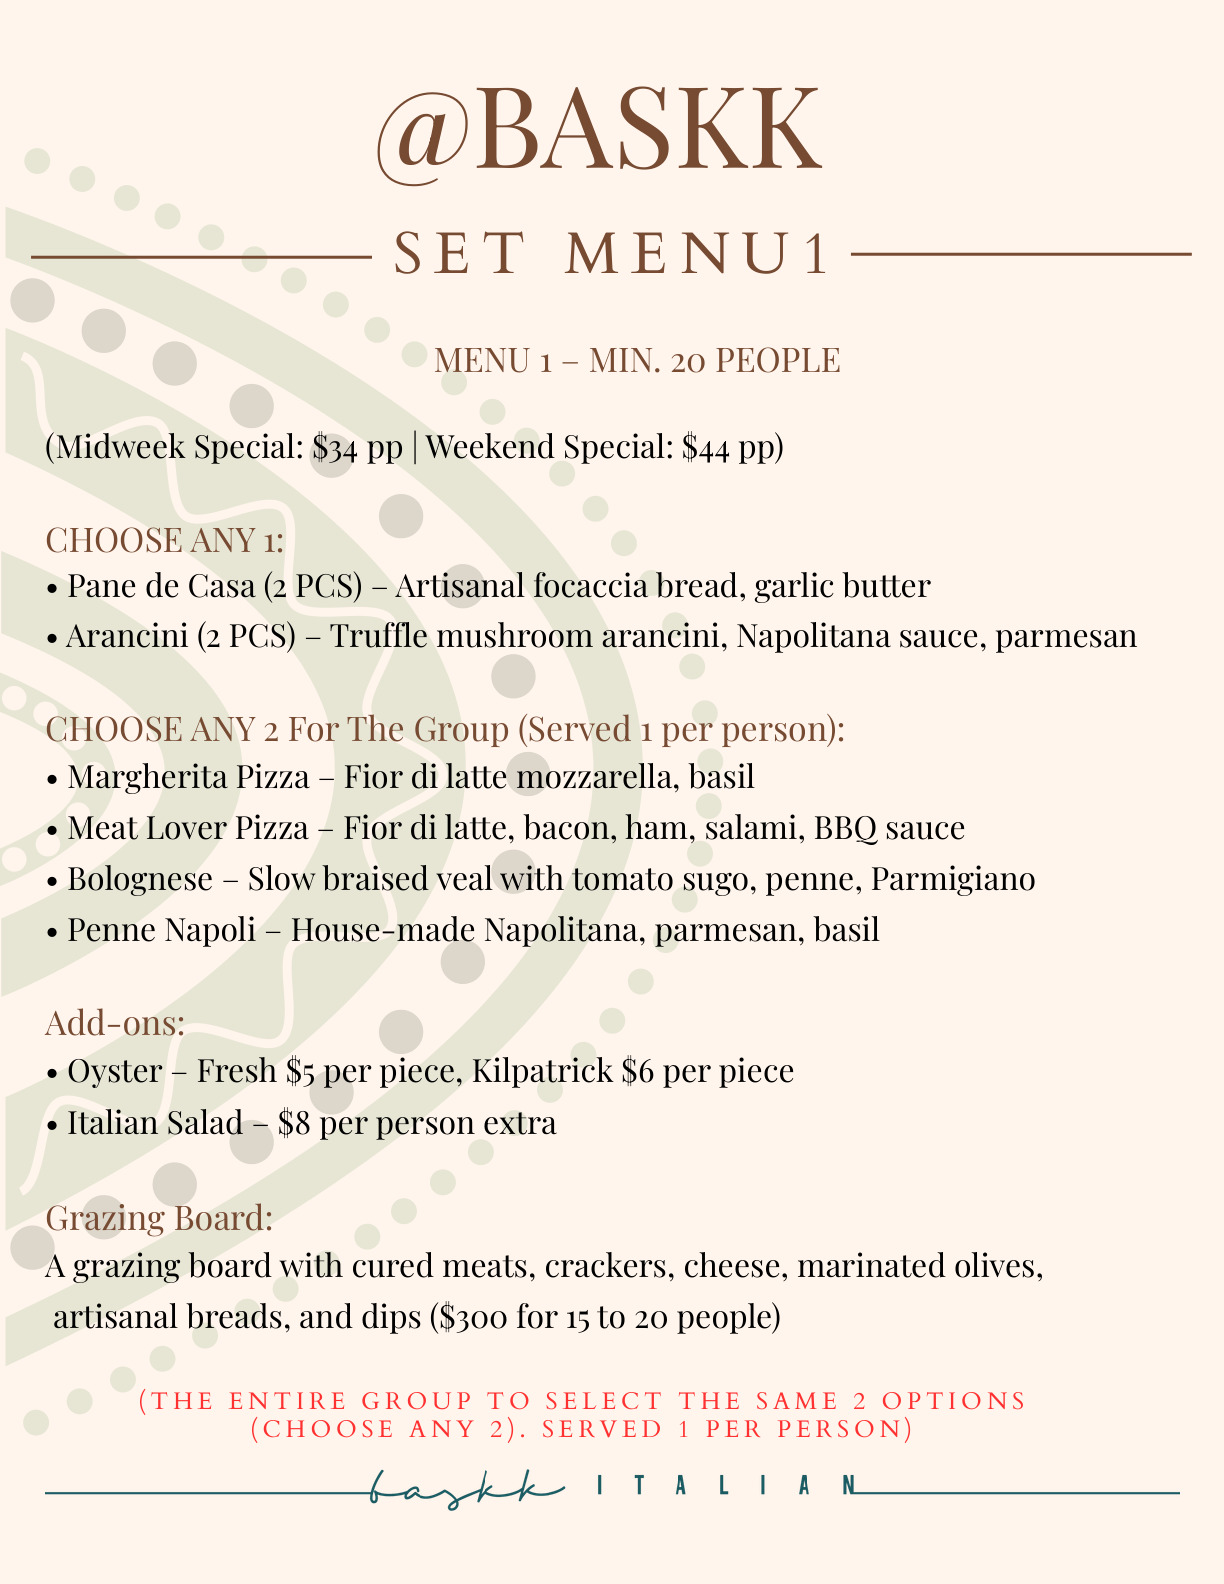 @BASKK
SET MENU1
MENU 1 – MIN. 20 PEOPLE
(Midweek Special: $34 pp | Weekend Special: $44 pp)
CHOOSE ANY 1:
• Pane de Casa (2 PCS) – Artisanal focaccia bread, garlic butter
• Arancini (2 PCS) – Truffle mushroom arancini, Napolitana sauce, parmesan
CHOOSE ANY 2 For The Group (Served 1 per person):
• Margherita Pizza – Fior di latte mozzarella, basil
• Meat Lover Pizza – Fior di latte, bacon, ham, salami, BBQ sauce
• Bolognese – Slow braised veal with tomato sugo, penne, Parmigiano
• Penne Napoli – House-made Napolitana, parmesan, basil
Add-ons:
• Oyster – Fresh $5 per piece, Kilpatrick $6 per piece
• Italian Salad – $8 per person extra
Grazing Board:
A grazing board with cured meats, crackers, cheese, marinated olives,
artisanal breads, and dips ($300 for 15 to 20 people)
(THE ENTIRE GROUP TO SELECT THE SAME 2 OPTIONS
(CHOOSE ANY 2). SERVED 1 PER PERSON)
baskk ITALIAN